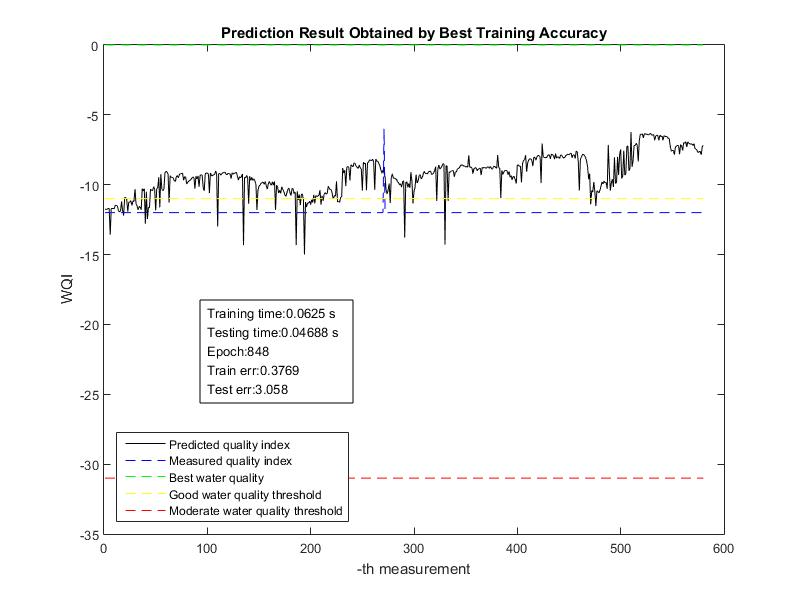 Prediction Result Obtained by Best Training Accuracy
0
-5
-10
-15
-20
-25
-30
-35
WQI
Training time:0.0625 s
Testing time:0.04688 s
Epoch:848
Train err:0.3769
Test err:3.058
Predicted quality index
Measured quality index
Best water quality
Good water quality threshold
Moderate water quality threshold
0 100 200 300 400 500 600
-th measurement